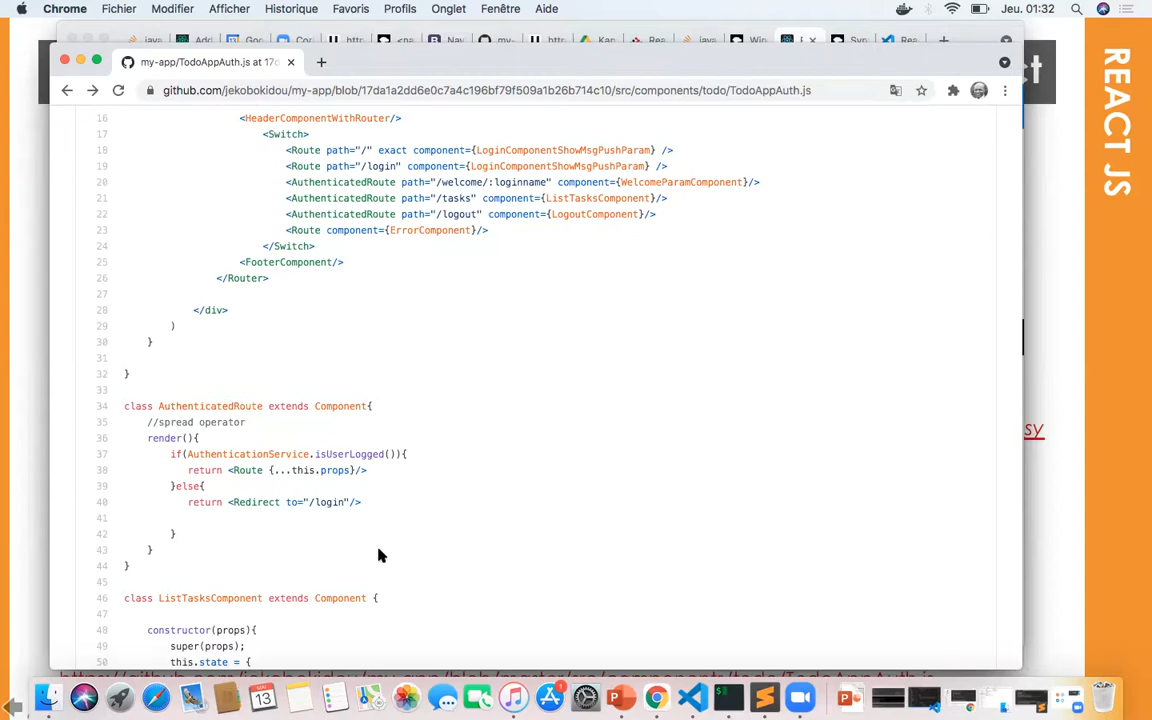 Chrome Fichier Modifier Afficher Historique Favoris Profils Onglet Fenêtre Aide Jeu. 01:32
my-app/TodoAppAuth.js at 17d
github.com/jekobokidou/my-app/blob/17da1a2dd6e0c7a4c196bf79f509a1b26b714c10/src/components/todo/TodoAppAuth.js
REACT JS
ct
16 <HeaderComponentWithRouter/>
17 <Switch>
18 <Route path="/" exact component={LoginComponentShowMsgPushParam} />
19 <Route path="/login" component={LoginComponentShowMsgPushParam} />
20 <AuthenticatedRoute path="/welcome/:loginname" component={WelcomeParamComponent}/>
21 <AuthenticatedRoute path="/tasks" component={ListTasksComponent}/>
22 <AuthenticatedRoute path="/logout" component={LogoutComponent}/>
23 <Route component={ErrorComponent}/>
24 </Switch>
25 <FooterComponent/>
26 </Router>
27
28 </div>
29 )
30 }
31
32 }
33
34 class AuthenticatedRoute extends Component{
35 //spread operator
36 render(){
37 if(AuthenticationService.isUserLogged()){
38 return <Route {...this.props}/>
39 }else{
40 return <Redirect to="/login"/>
41
42 }
43 }
44 }
45
46 class ListTasksComponent extends Component {
47
48 constructor(props){
49 super(props);
50 this.state = {
sy
MAI
13
1